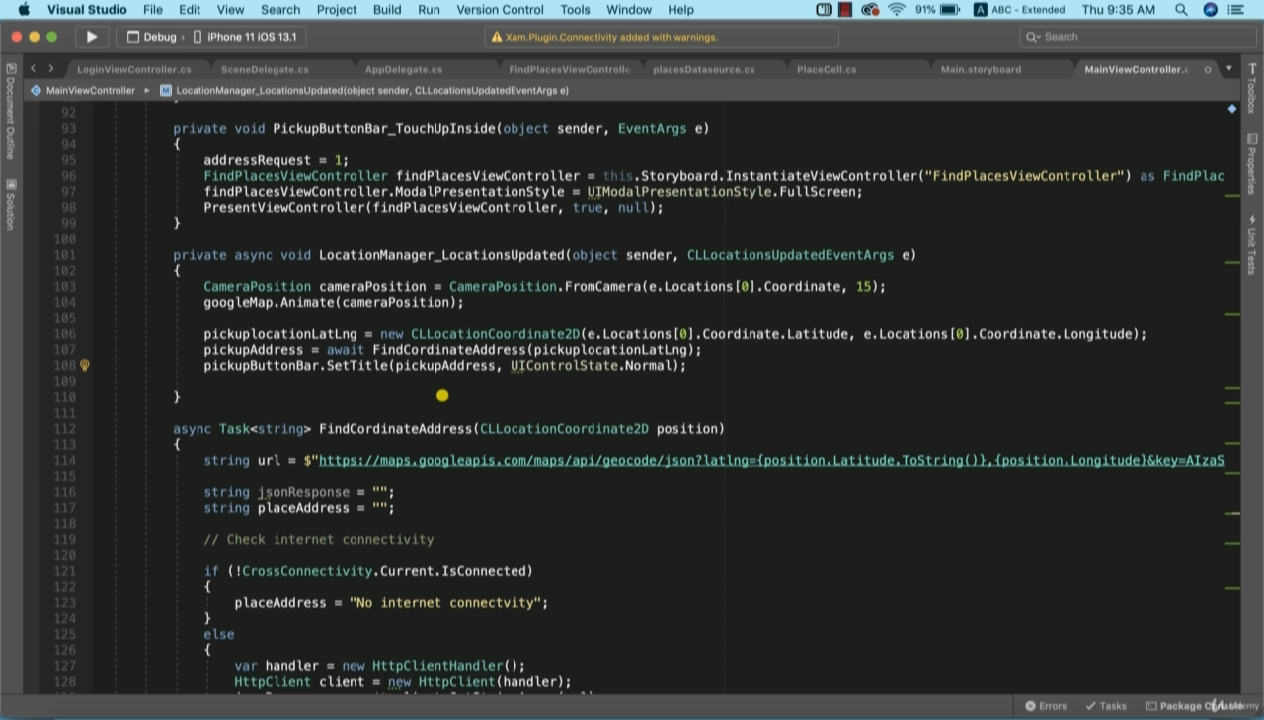 Visual Studio File Edit View Search Project Build Run Version Control Tools Window Help 91% A ABC - Extended Thu 9:35 AM
Debug › iPhone 11 iOS 13.1 Xam.Plugin.Connectivity added with warnings. Search
LoginViewController.cs SceneDelegate.cs AppDelegate.cs FindPlacesViewControlle placesDatasource.cs PlaceCell.cs Main.storyboard MainViewController.c
MainViewController ▸ M LocationManager_LocationsUpdated(object sender, CLLocationsUpdatedEventArgs e)
Document Outline
Solution
Toolbox
Properties
Unit Tests
92
93 private void PickupButtonBar_TouchUpInside(object sender, EventArgs e)
94 {
95 addressRequest = 1;
96 FindPlacesViewController findPlacesViewController = this.Storyboard.InstantiateViewController("FindPlacesViewController") as FindPlac
97 findPlacesViewController.ModalPresentationStyle = UIModalPresentationStyle.FullScreen;
98 PresentViewController(findPlacesViewController, true, null);
99 }
100
101 private async void LocationManager_LocationsUpdated(object sender, CLLocationsUpdatedEventArgs e)
102 {
103 CameraPosition cameraPosition = CameraPosition.FromCamera(e.Locations[0].Coordinate, 15);
104 googleMap.Animate(cameraPosition);
105
106 pickuplocationLatLng = new CLLocationCoordinate2D(e.Locations[0].Coordinate.Latitude, e.Locations[0].Coordinate.Longitude);
107 pickupAddress = await FindCordinateAddress(pickuplocationLatLng);
108 pickupButtonBar.SetTitle(pickupAddress, UIControlState.Normal);
109
110 }
111
112 async Task<string> FindCordinateAddress(CLLocationCoordinate2D position)
113 {
114 string url = $"https://maps.googleapis.com/maps/api/geocode/json?latlng={position.Latitude.ToString()},{position.Longitude}&key=AIzaS
115
116 string jsonResponse = "";
117 string placeAddress = "";
118
119 // Check internet connectivity
120
121 if (!CrossConnectivity.Current.IsConnected)
122 {
123 placeAddress = "No internet connectvity";
124 }
125 else
126 {
127 var handler = new HttpClientHandler();
128 HttpClient client = new HttpClient(handler);
Errors Tasks Package